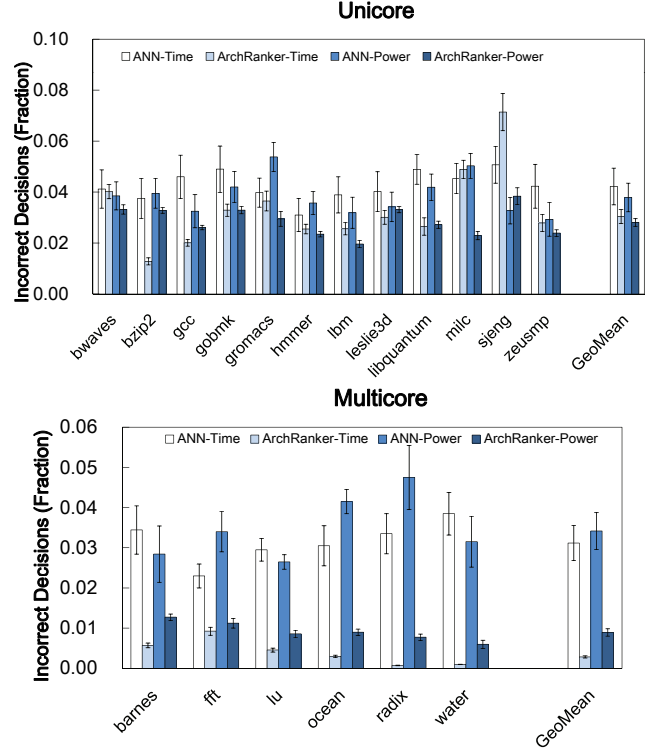 Unicore
Incorrect Decisions (Fraction)
0.10
0.08
0.06
0.04
0.02
0.00
ANN-Time ArchRanker-Time ANN-Power ArchRanker-Power
bwaves bzip2 gcc gobmk gromacs hmmer lbm leslie3d libquantum milc sjeng zeusmp GeoMean
Multicore
Incorrect Decisions (Fraction)
0.06
0.05
0.04
0.03
0.02
0.01
0.00
ANN-Time ArchRanker-Time ANN-Power ArchRanker-Power
barnes fft lu ocean radix water GeoMean